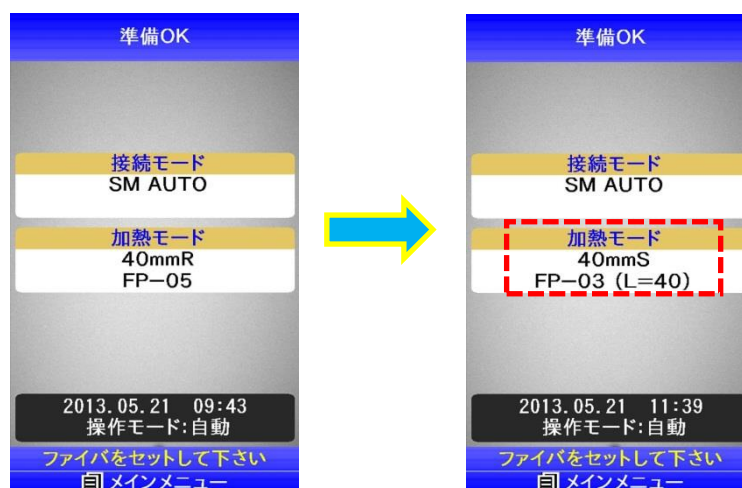 準備OK
接続モード
SM AUTO
加熱モード
40mmR
FP-05
2013.05.21 09:43
操作モード:自動
ファイバをセットして下さい
メインメニュー
準備OK
接続モード
SM AUTO
加熱モード
40mmS
FP-03 (L=40)
2013.05.21 11:39
操作モード:自動
ファイバをセットして下さい
メインメニュー